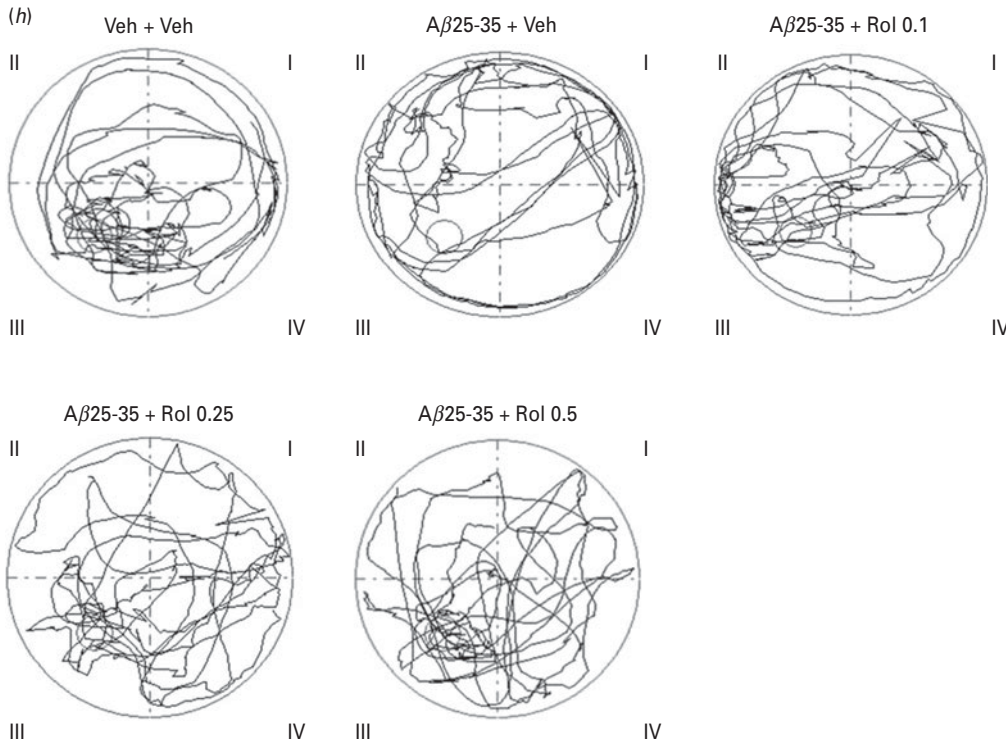 (h)
Veh + Veh
Aβ25-35 + Veh
Aβ25-35 + Rol 0.1
II I
II I
II I
III IV
III IV
III IV
Aβ25-35 + Rol 0.25
Aβ25-35 + Rol 0.5
II I
II I
III IV
III IV